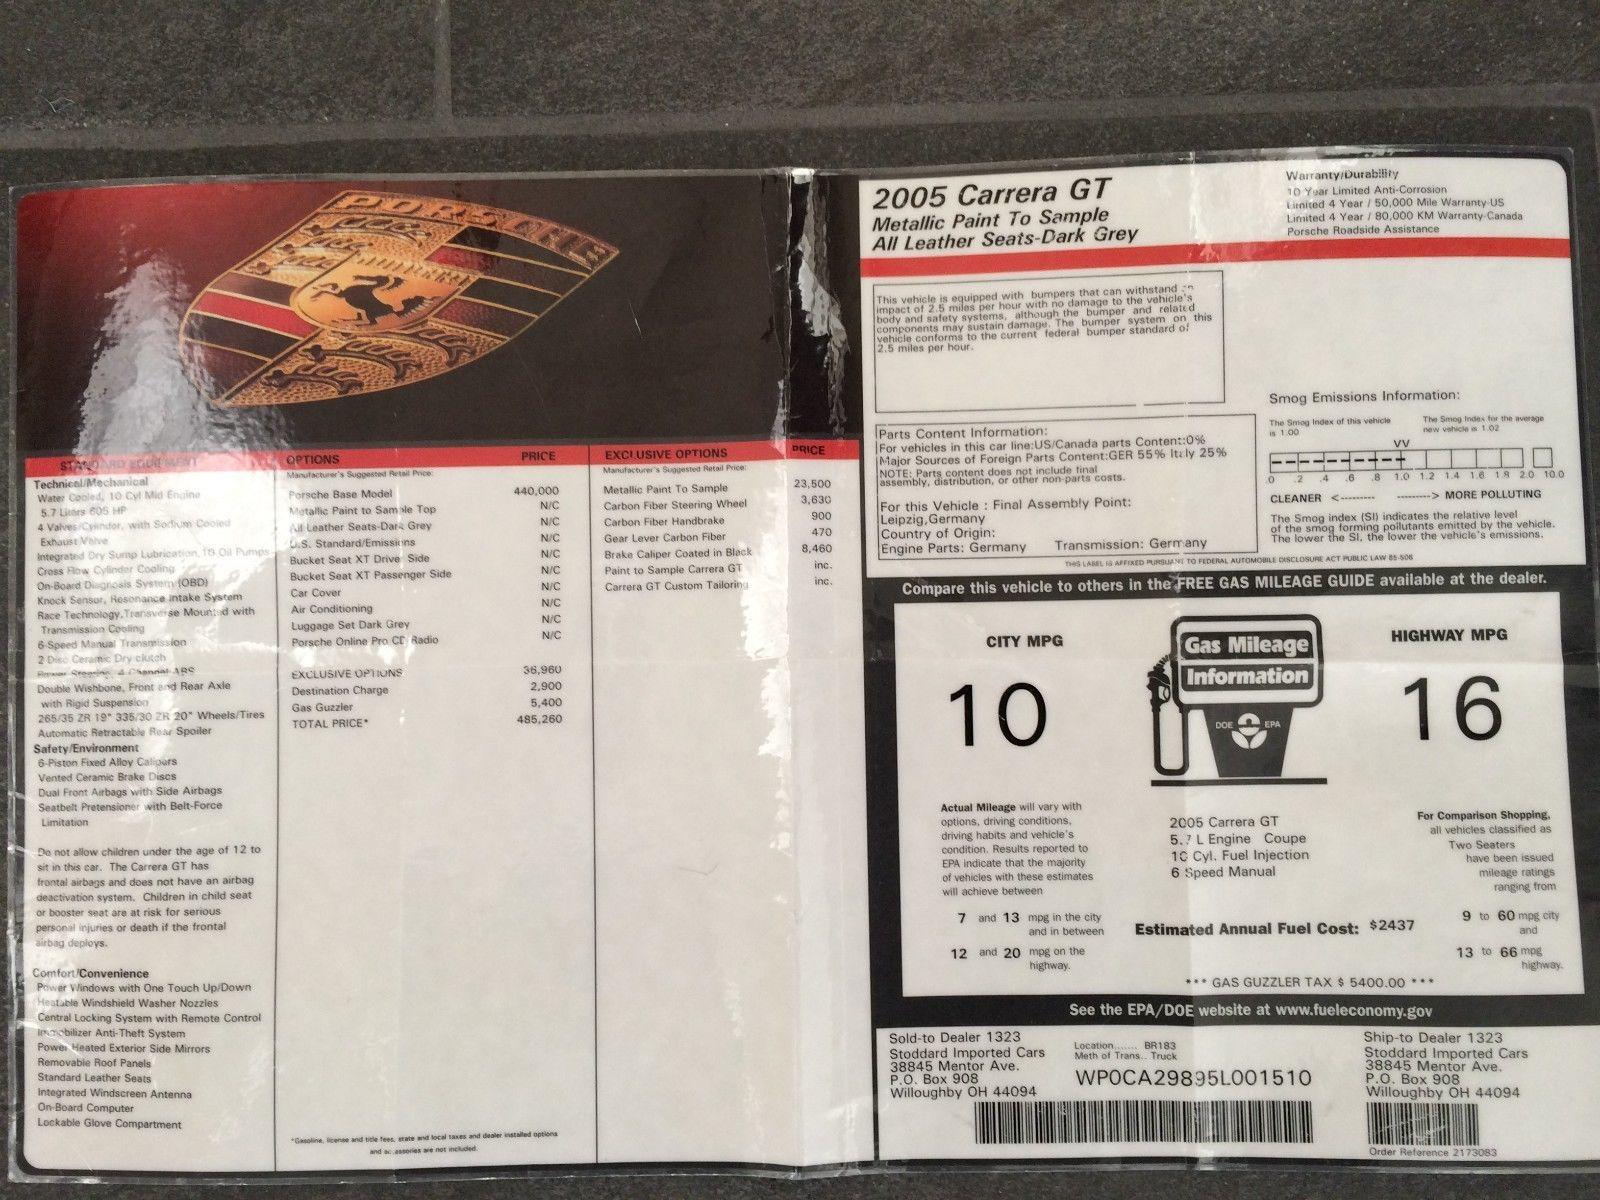 PORSCHE
STANDARD EQUIPMENT
Technical/Mechanical
Water Cooled, 10 Cyl Mid Engine
5.7 Liters 605 HP
4 Valves/Cylinder, with Sodium Cooled
Exhaust Valve
Integrated Dry Sump Lubrication, 10 Oil Pumps
Cross Flow Cylinder Cooling
On-Board Diagnosis System (OBD)
Knock Sensor, Resonance Intake System
Race Technology, Transverse Mounted with
Transmission Cooling
6-Speed Manual Transmission
2 Disc Ceramic Dry clutch
Power Steering, 4 Channel ABS
Double Wishbone, Front and Rear Axle
with Rigid Suspension
265/35 ZR 19" 335/30 ZR 20" Wheels/Tires
Automatic Retractable Rear Spoiler
Safety/Environment
6-Piston Fixed Alloy Calipers
Vented Ceramic Brake Discs
Dual Front Airbags with Side Airbags
Seatbelt Pretensioner with Belt-Force
Limitation
Do not allow children under the age of 12 to
sit in this car. The Carrera GT has
frontal airbags and does not have an airbag
deactivation system. Children in child seat
or booster seat are at risk for serious
personal injuries or death if the frontal
airbag deploys.
Comfort/Convenience
Power Windows with One Touch Up/Down
Heatable Windshield Washer Nozzles
Central Locking System with Remote Control
Immobilizer Anti-Theft System
Power Heated Exterior Side Mirrors
Removable Roof Panels
Standard Leather Seats
Integrated Windscreen Antenna
On-Board Computer
Lockable Glove Compartment
OPTIONS PRICE
Manufacturer's Suggested Retail Price:
Porsche Base Model 440,000
Metallic Paint to Sample Top N/C
All Leather Seats-Dark Grey N/C
U.S. Standard/Emissions N/C
Bucket Seat XT Driver Side N/C
Bucket Seat XT Passenger Side N/C
Car Cover N/C
Air Conditioning N/C
Luggage Set Dark Grey N/C
Porsche Online Pro CD Radio N/C
EXCLUSIVE OPTIONS 36,960
Destination Charge 2,900
Gas Guzzler 5,400
TOTAL PRICE* 485,260
*Gasoline, license and title fees, state and local taxes and dealer installed options
and accessories are not included.
EXCLUSIVE OPTIONS PRICE
Manufacturer's Suggested Retail Price:
Metallic Paint To Sample 23,500
Carbon Fiber Steering Wheel 3,630
Carbon Fiber Handbrake 900
Gear Lever Carbon Fiber 470
Brake Caliper Coated in Black 8,460
Paint to Sample Carrera GT inc.
Carrera GT Custom Tailoring inc.
2005 Carrera GT
Metallic Paint To Sample
All Leather Seats-Dark Grey
Warranty/Durability
10 Year Limited Anti-Corrosion
Limited 4 Year / 50,000 Mile Warranty-US
Limited 4 Year / 80,000 KM Warranty-Canada
Porsche Roadside Assistance
This vehicle is equipped with bumpers that can withstand an
impact of 2.5 miles per hour with no damage to the vehicle's
body and safety systems, although the bumper and related
components may sustain damage. The bumper system on this
vehicle conforms to the current federal bumper standard of
2.5 miles per hour.
Parts Content Information:
For vehicles in this car line:US/Canada parts Content:0%
Major Sources of Foreign Parts Content:GER 55% Italy 25%
NOTE: Parts content does not include final
assembly, distribution, or other non-parts costs.
For this Vehicle : Final Assembly Point:
Leipzig,Germany
Country of Origin:
Engine Parts: Germany Transmission: Germany
Smog Emissions Information:
The Smog Index of this vehicle
is 1.00
The Smog Index for the average
new vehicle is 1.02
VV
.0 .2 .4 .6 .8 1.0 1.2 1.4 1.6 1.8 2.0 10.0
CLEANER <--------- ---------> MORE POLLUTING
The Smog index (SI) indicates the relative level
of the smog forming pollutants emitted by the vehicle.
The lower the SI, the lower the vehicle's emissions.
THIS LABEL IS AFFIXED PURSUANT TO FEDERAL AUTOMOBILE DISCLOSURE ACT PUBLIC LAW 85-506
Compare this vehicle to others in the FREE GAS MILEAGE GUIDE available at the dealer.
CITY MPG
10
Gas Mileage
Information
DOE EPA
HIGHWAY MPG
16
Actual Mileage will vary with
options, driving conditions,
driving habits and vehicle's
condition. Results reported to
EPA indicate that the majority
of vehicles with these estimates
will achieve between
7 and 13 mpg in the city
and in between
12 and 20 mpg on the
highway.
2005 Carrera GT
5.7 L Engine Coupe
10 Cyl. Fuel Injection
6 Speed Manual
Estimated Annual Fuel Cost: $2437
For Comparison Shopping,
all vehicles classified as
Two Seaters
have been issued
mileage ratings
ranging from
9 to 60 mpg city
and
13 to 66 mpg
highway.
*** GAS GUZZLER TAX $ 5400.00 ***
See the EPA/DOE website at www.fueleconomy.gov
Sold-to Dealer 1323
Stoddard Imported Cars
38845 Mentor Ave.
P.O. Box 908
Willoughby OH 44094
Location....... BR183
Meth of Trans.. Truck
WP0CA29895L001510
Ship-to Dealer 1323
Stoddard Imported Cars
38845 Mentor Ave.
P.O. Box 908
Willoughby OH 44094
Order Reference 2173083